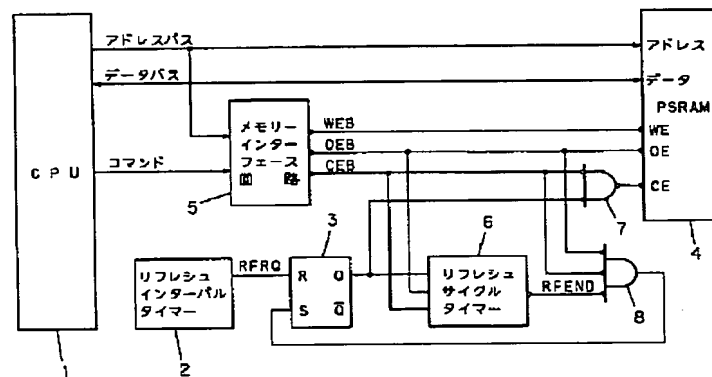 アドレスバス
データバス
CPU
コマンド
メモリー
インター
フェース
回路
5
WEB
OEB
CEB
アドレス
データ
PSRAM
WE
OE
CE
7
4
3
6
リフレシュ
インターバル
タイマー
RFRQ
R Q
S Q̅
リフレシュ
サイクル
タイマー
RFEND
8
1
2